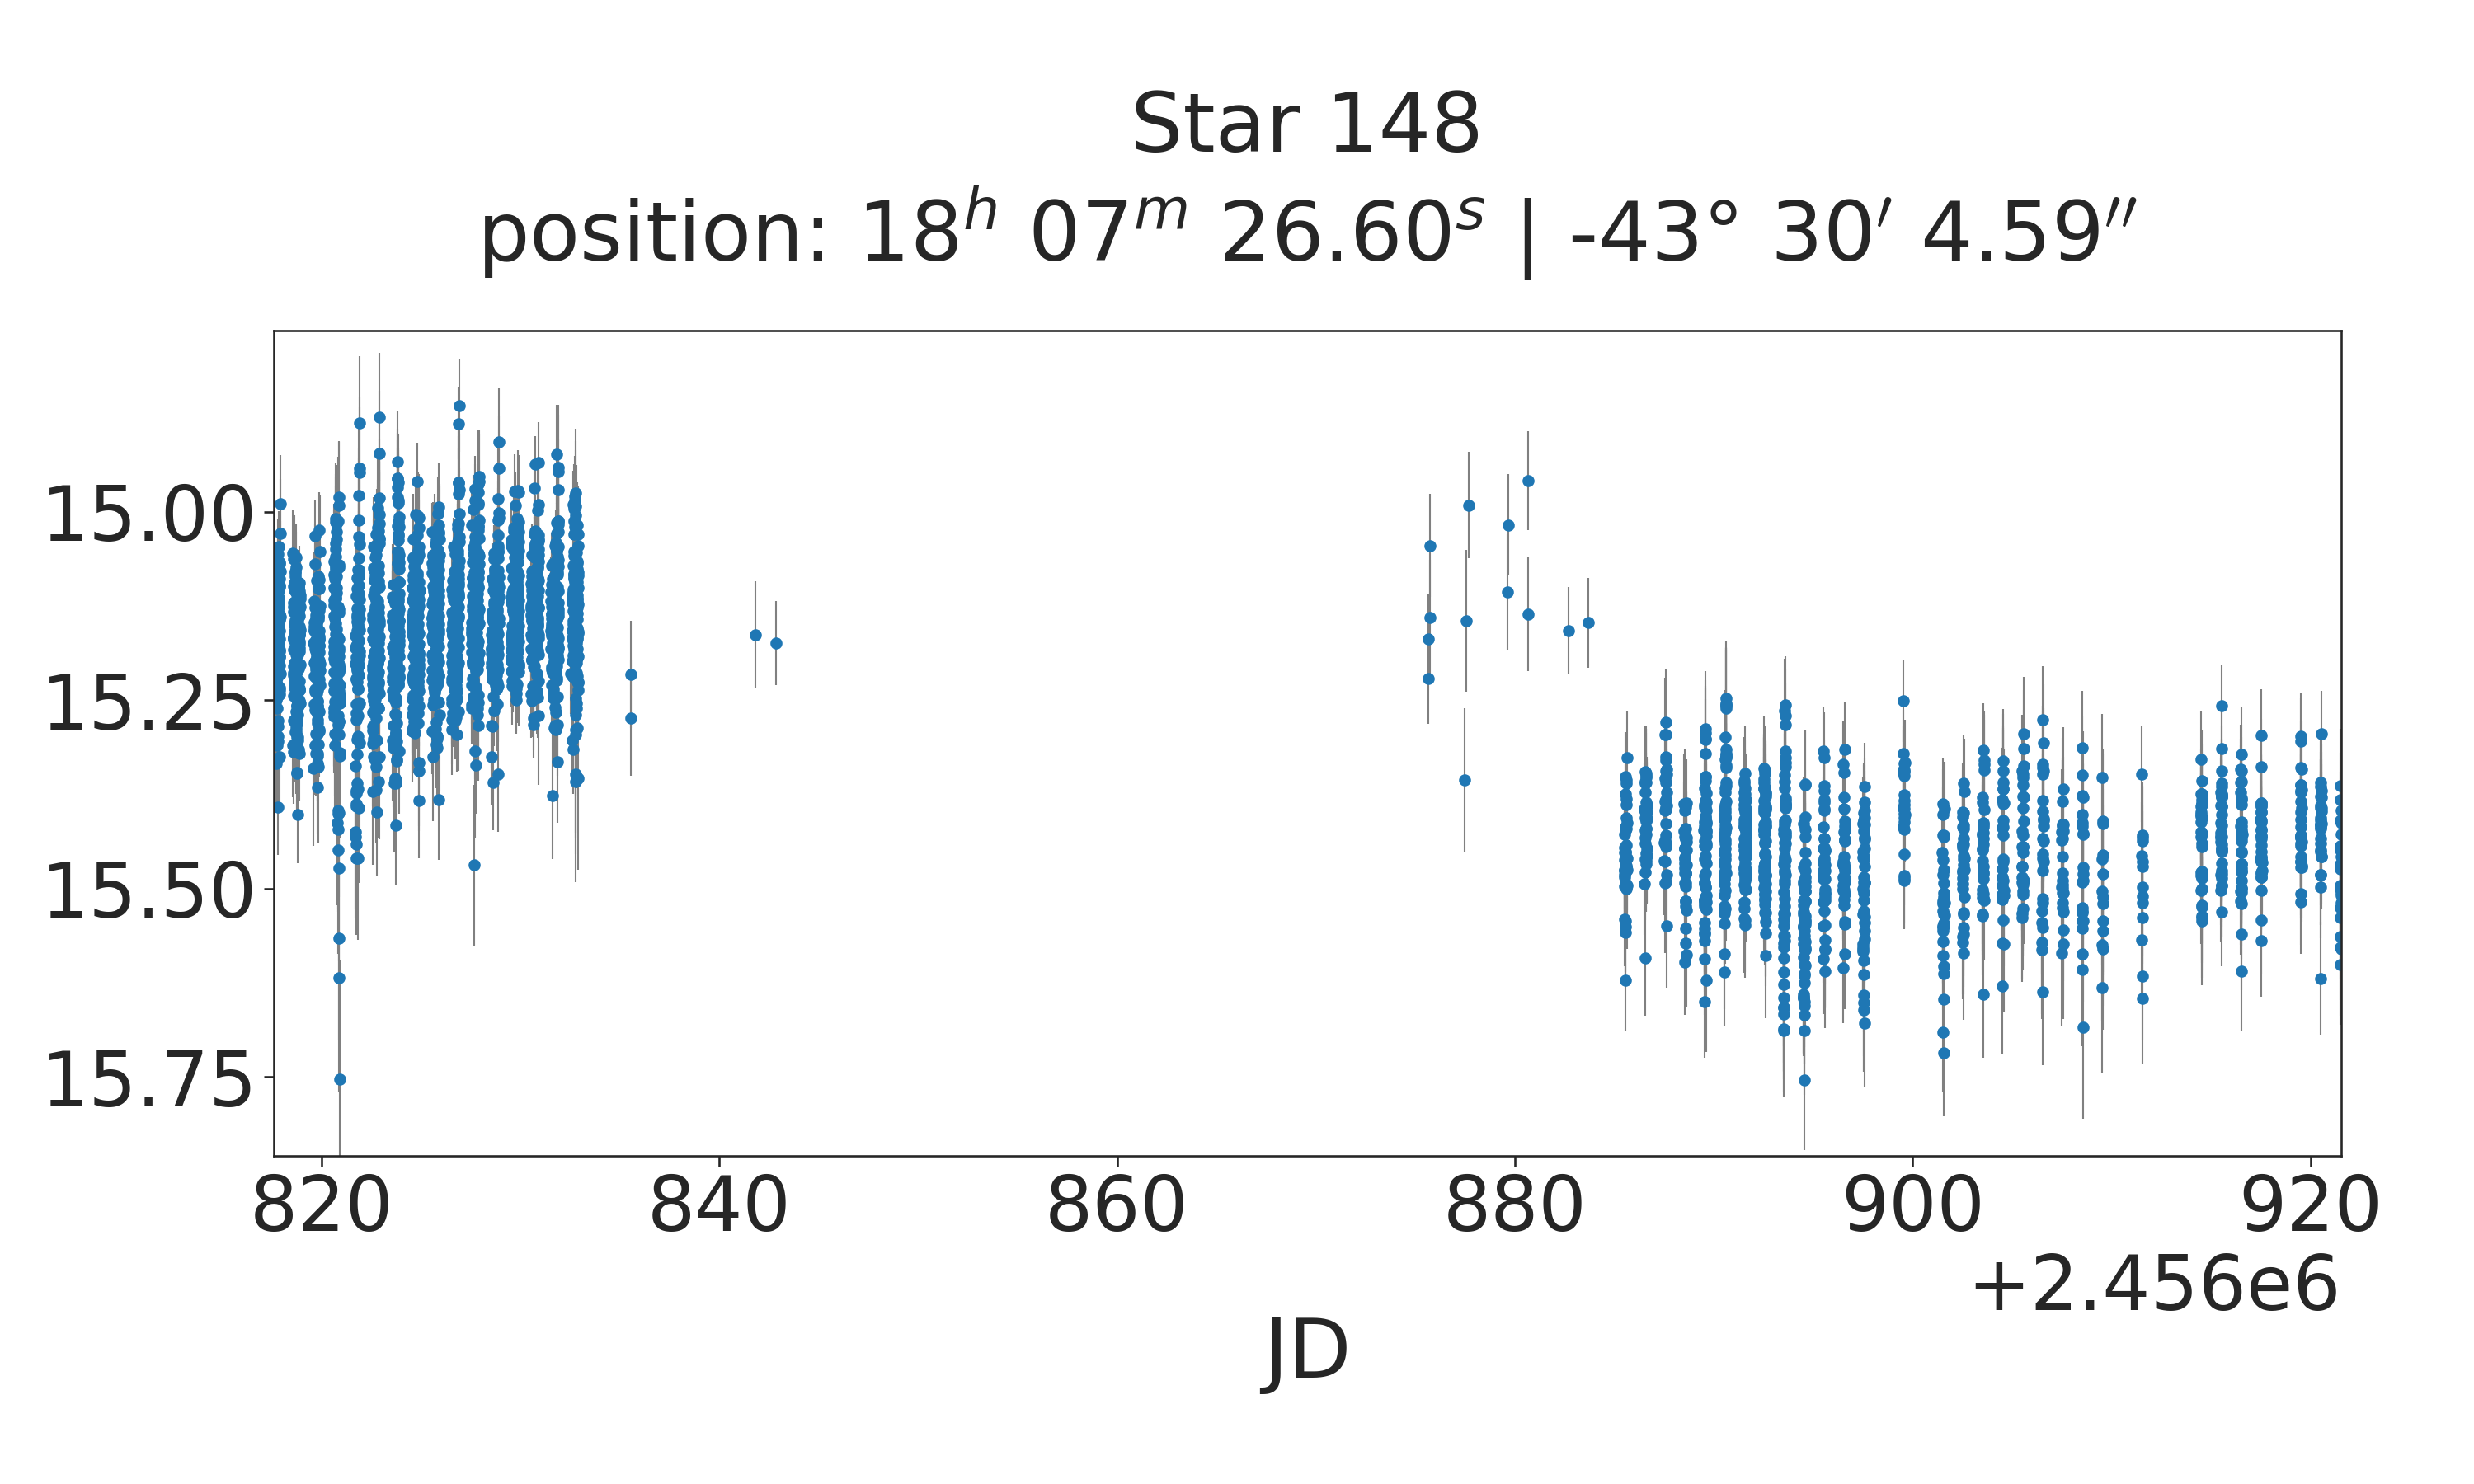 Star 148
position: 18ʰ 07ᵐ 26.60ˢ | -43° 30′ 4.59″
15.00
15.25
15.50
15.75
820 840 860 880 900 920
+2.456e6
JD